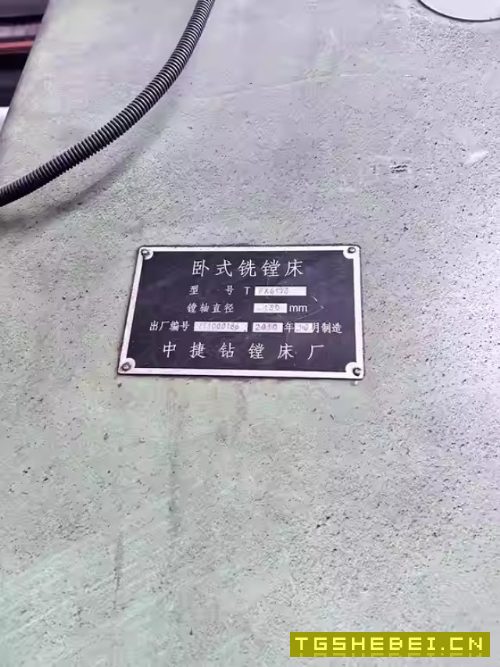 卧式铣镗床
型 号 T
镗轴直径 130 mm
出厂编号 2010 年 月制造
中捷钻镗床厂
TGSHEBEI.CN